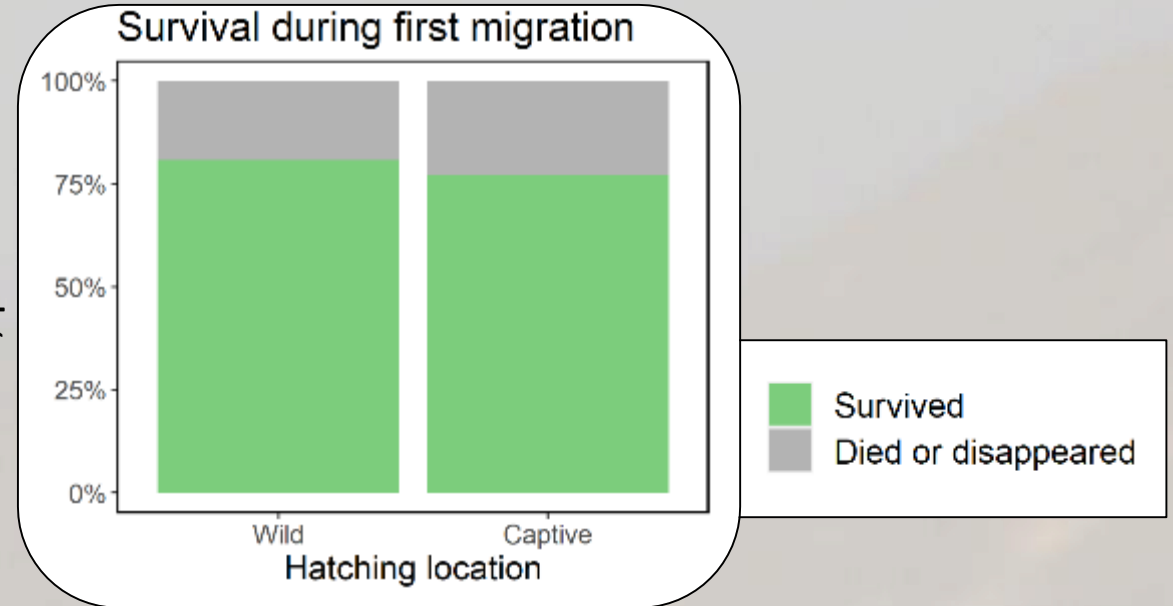 Survival during first migration
100%
75%
50%
25%
0%
Wild
Captive
Hatching location
Survived
Died or disappeared